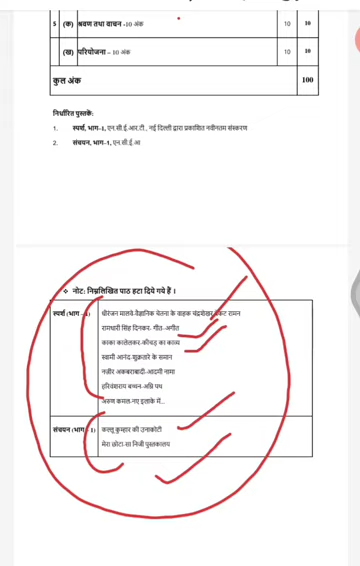 5 (क) श्रवण तथा वाचन -10 अंक 10 10
(ख) परियोजना – 10 अंक 10 10
कुल अंक 100
निर्धारित पुस्तकें:
1. स्पर्श, भाग–1, एन.सी.ई.आर.टी., नई दिल्ली द्वारा प्रकाशित नवीनतम संस्करण
2. संचयन, भाग–1, एन.सी.ई.आ
❖ नोट: निम्नलिखित पाठ हटा दिये गये हैं ।
स्पर्श (भाग – 1) धीरंजन मालवे-वैज्ञानिक चेतना के वाहक चंद्रशेखर वेंकट रामन
रामधारी सिंह दिनकर- गीत-अगीत
काका कालेलकर-कीचड़ का काव्य
स्वामी आनंद-शुक्रतारे के समान
नज़ीर अकबराबादी-आदमी नामा
हरिवंशराय बच्चन-अग्नि पथ
अरुण कमल-नए इलाके में...
संचयन (भाग – 1) कल्लू कुम्हार की उनाकोटी
मेरा छोटा-सा निजी पुस्तकालय